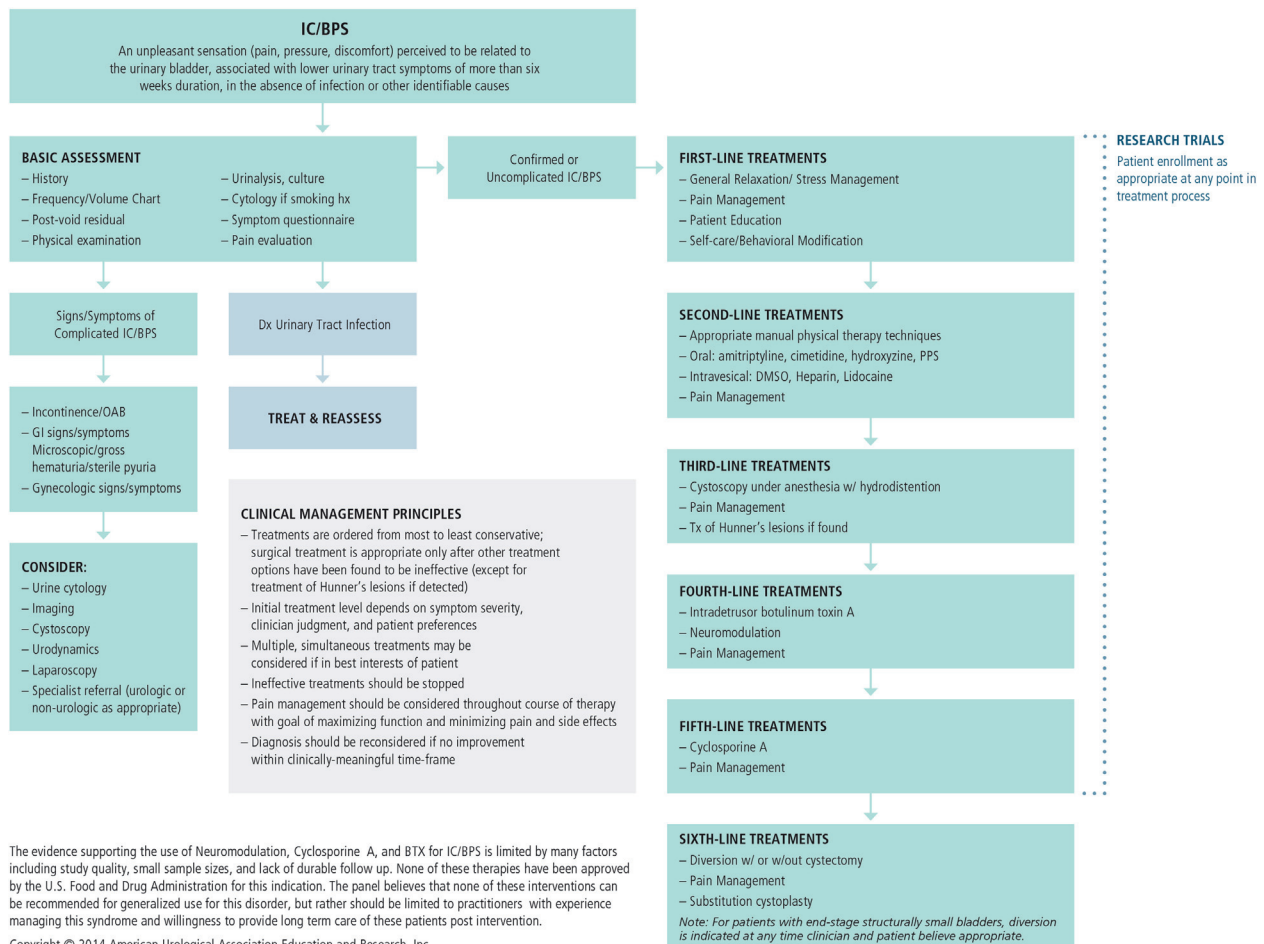 IC/BPS
An unpleasant sensation (pain, pressure, discomfort) perceived to be related to
the urinary bladder, associated with lower urinary tract symptoms of more than six
weeks duration, in the absence of infection or other identifiable causes
BASIC ASSESSMENT
– History
– Frequency/Volume Chart
– Post-void residual
– Physical examination
– Urinalysis, culture
– Cytology if smoking hx
– Symptom questionnaire
– Pain evaluation
Confirmed or
Uncomplicated IC/BPS
Signs/Symptoms of
Complicated IC/BPS
Dx Urinary Tract Infection
– Incontinence/OAB
– GI signs/symptoms
Microscopic/gross
hematuria/sterile pyuria
– Gynecologic signs/symptoms
TREAT & REASSESS
CONSIDER:
– Urine cytology
– Imaging
– Cystoscopy
– Urodynamics
– Laparoscopy
– Specialist referral (urologic or
non-urologic as appropriate)
CLINICAL MANAGEMENT PRINCIPLES
– Treatments are ordered from most to least conservative;
surgical treatment is appropriate only after other treatment
options have been found to be ineffective (except for
treatment of Hunner’s lesions if detected)
– Initial treatment level depends on symptom severity,
clinician judgment, and patient preferences
– Multiple, simultaneous treatments may be
considered if in best interests of patient
– Ineffective treatments should be stopped
– Pain management should be considered throughout course of therapy
with goal of maximizing function and minimizing pain and side effects
– Diagnosis should be reconsidered if no improvement
within clinically-meaningful time-frame
FIRST-LINE TREATMENTS
– General Relaxation/ Stress Management
– Pain Management
– Patient Education
– Self-care/Behavioral Modification
SECOND-LINE TREATMENTS
– Appropriate manual physical therapy techniques
– Oral: amitriptyline, cimetidine, hydroxyzine, PPS
– Intravesical: DMSO, Heparin, Lidocaine
– Pain Management
THIRD-LINE TREATMENTS
– Cystoscopy under anesthesia w/ hydrodistention
– Pain Management
– Tx of Hunner’s lesions if found
FOURTH-LINE TREATMENTS
– Intradetrusor botulinum toxin A
– Neuromodulation
– Pain Management
FIFTH-LINE TREATMENTS
– Cyclosporine A
– Pain Management
SIXTH-LINE TREATMENTS
– Diversion w/ or w/out cystectomy
– Pain Management
– Substitution cystoplasty
Note: For patients with end-stage structurally small bladders, diversion
is indicated at any time clinician and patient believe appropriate.
RESEARCH TRIALS
Patient enrollment as
appropriate at any point in
treatment process
The evidence supporting the use of Neuromodulation, Cyclosporine A, and BTX for IC/BPS is limited by many factors
including study quality, small sample sizes, and lack of durable follow up. None of these therapies have been approved
by the U.S. Food and Drug Administration for this indication. The panel believes that none of these interventions can
be recommended for generalized use for this disorder, but rather should be limited to practitioners with experience
managing this syndrome and willingness to provide long term care of these patients post intervention.
Copyright © 2014 American Urological Association Education and Research, Inc.